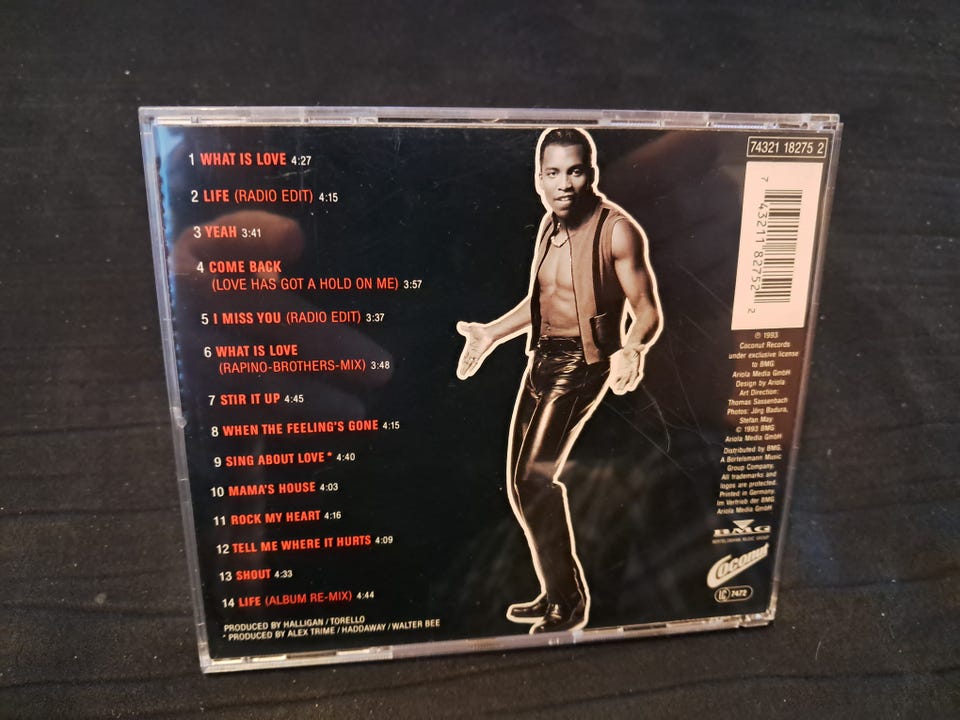 1 WHAT IS LOVE 4:27
2 LIFE (RADIO EDIT) 4:15
3 YEAH 3:41
4 COME BACK
(LOVE HAS GOT A HOLD ON ME) 3:57
5 I MISS YOU (RADIO EDIT) 3:37
6 WHAT IS LOVE
(RAPINO-BROTHERS-MIX) 3:48
7 STIR IT UP 4:45
8 WHEN THE FEELING'S GONE 4:15
9 SING ABOUT LOVE * 4:40
10 MAMA'S HOUSE 4:03
11 ROCK MY HEART 4:16
12 TELL ME WHERE IT HURTS 4:09
13 SHOUT 4:33
14 LIFE (ALBUM RE-MIX) 4:44
PRODUCED BY HALLIGAN / TORELLO
* PRODUCED BY ALEX TRIME / HADDAWAY / WALTER BEE
74321 18275 2
7 43211 82752 2
℗ 1993
Coconut Records
under exclusive license
to BMG
Ariola Media GmbH
Design by Ariola
Art Direction:
Thomas Sassenbach
Photos: Jörg Badura,
Stefan May
© 1993 BMG
Ariola Media GmbH
Distributed by BMG.
A Bertelsmann Music
Group Company.
All trademarks and
logos are protected.
Printed in Germany.
Im Vertrieb der BMG
Ariola Media GmbH
BMG
BERTELSMANN MUSIC GROUP
Coconut
LC 7472